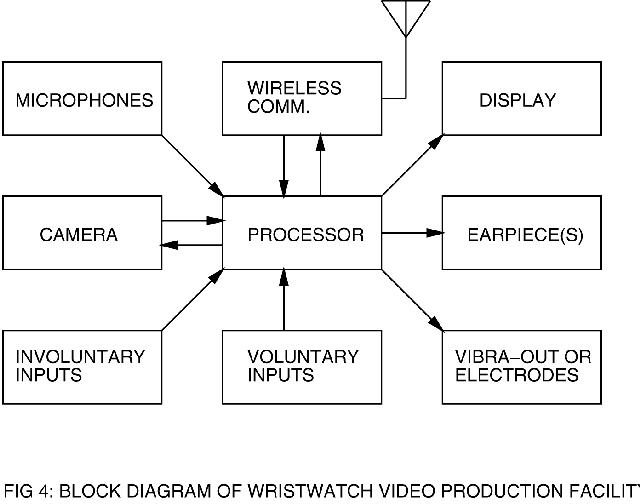 MICROPHONES
WIRELESS
COMM.
DISPLAY
CAMERA
PROCESSOR
EARPIECE(S)
INVOLUNTARY
INPUTS
VOLUNTARY
INPUTS
VIBRA–OUT OR
ELECTRODES
FIG 4: BLOCK DIAGRAM OF WRISTWATCH VIDEO PRODUCTION FACILIT